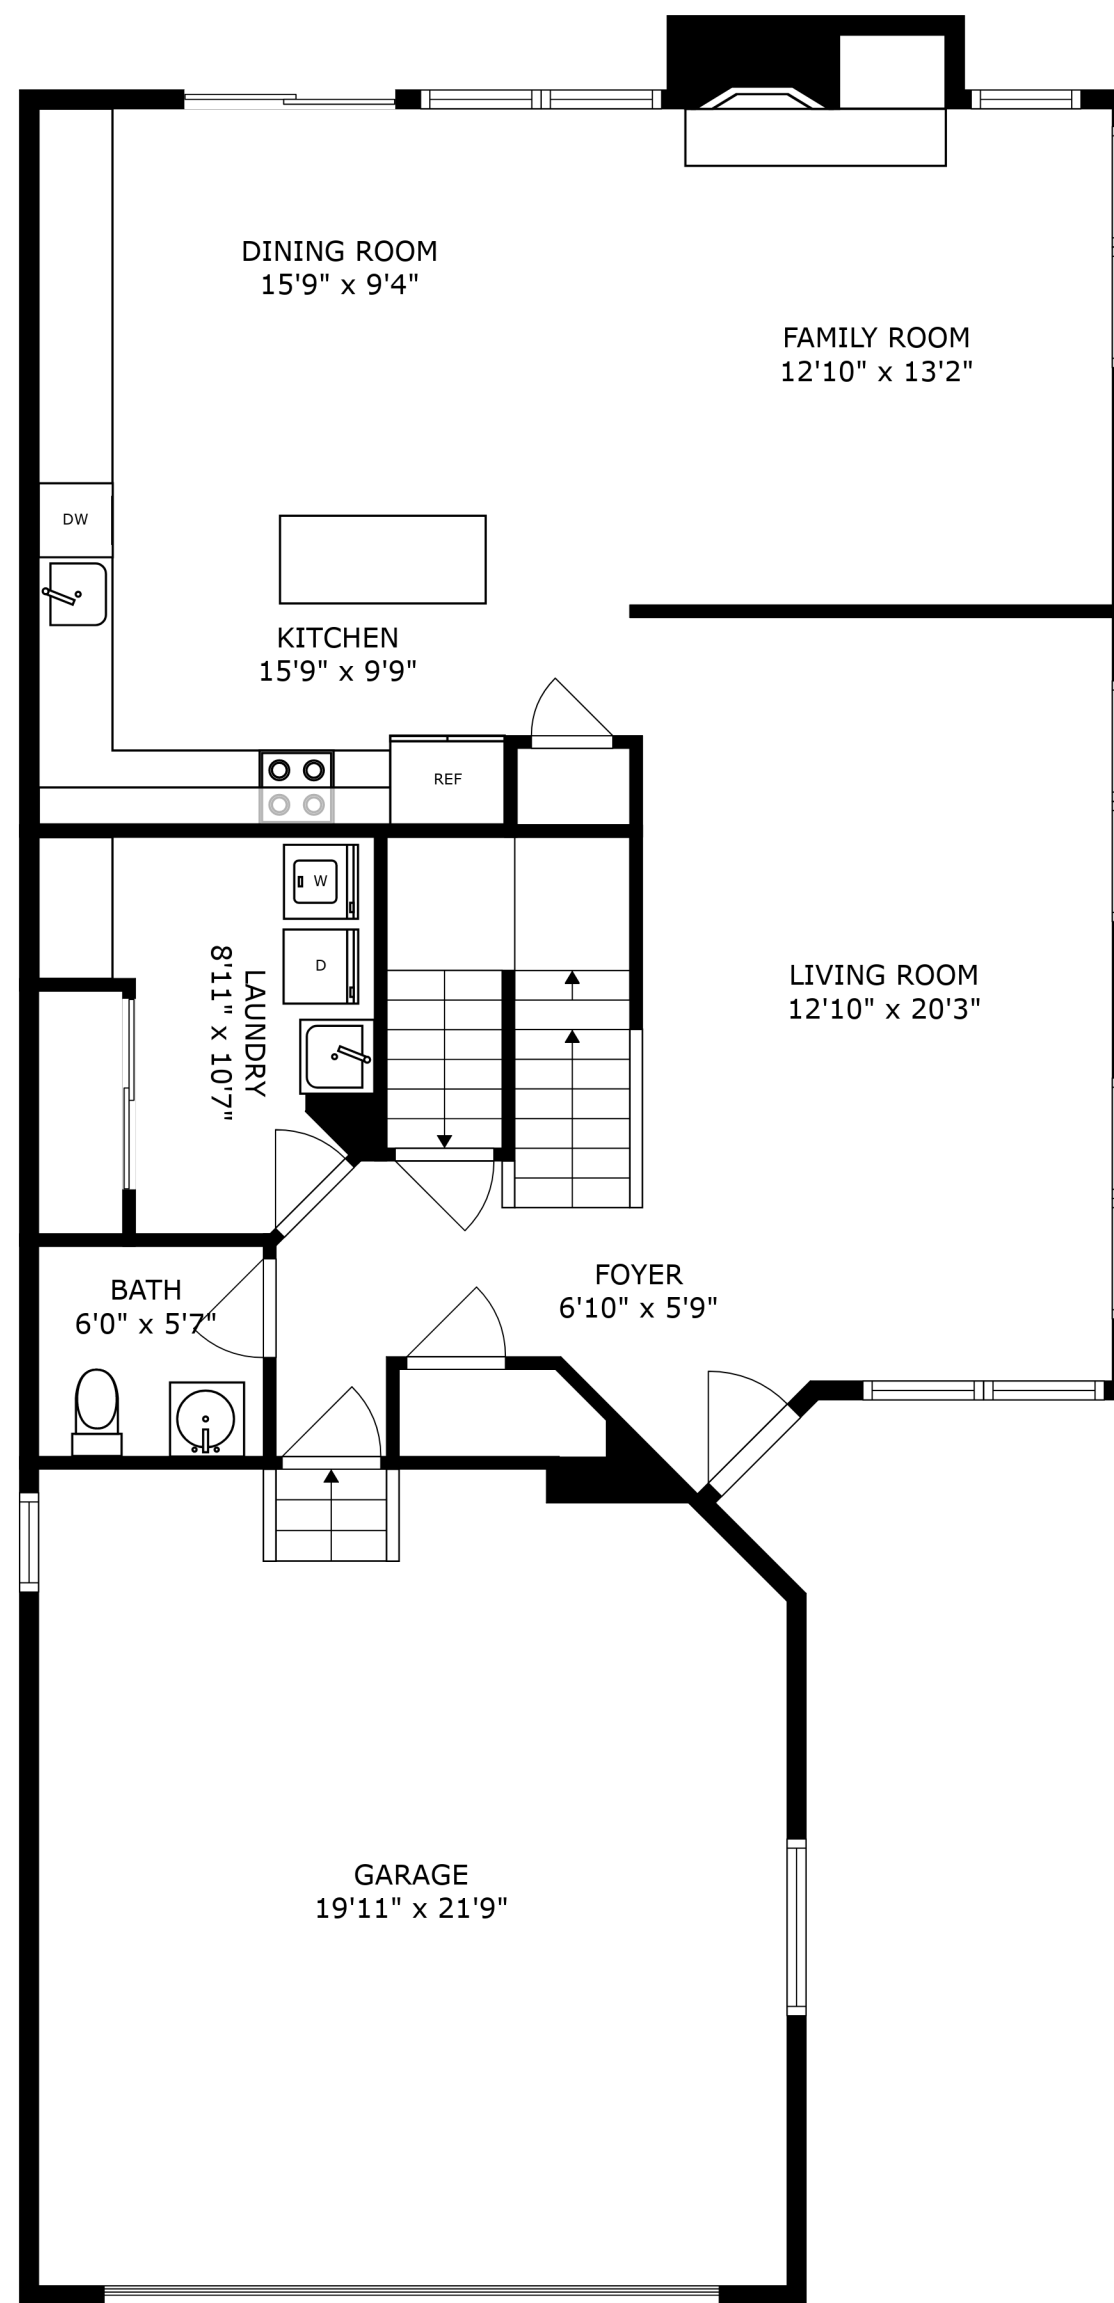 DINING ROOM
15'9" x 9'4"
FAMILY ROOM
12'10" x 13'2"
DW
KITCHEN
15'9" x 9'9"
REF
W
D
LAUNDRY
8'11" x 10'7"
LIVING ROOM
12'10" x 20'3"
FOYER
6'10" x 5'9"
BATH
6'0" x 5'7"
GARAGE
19'11" x 21'9"